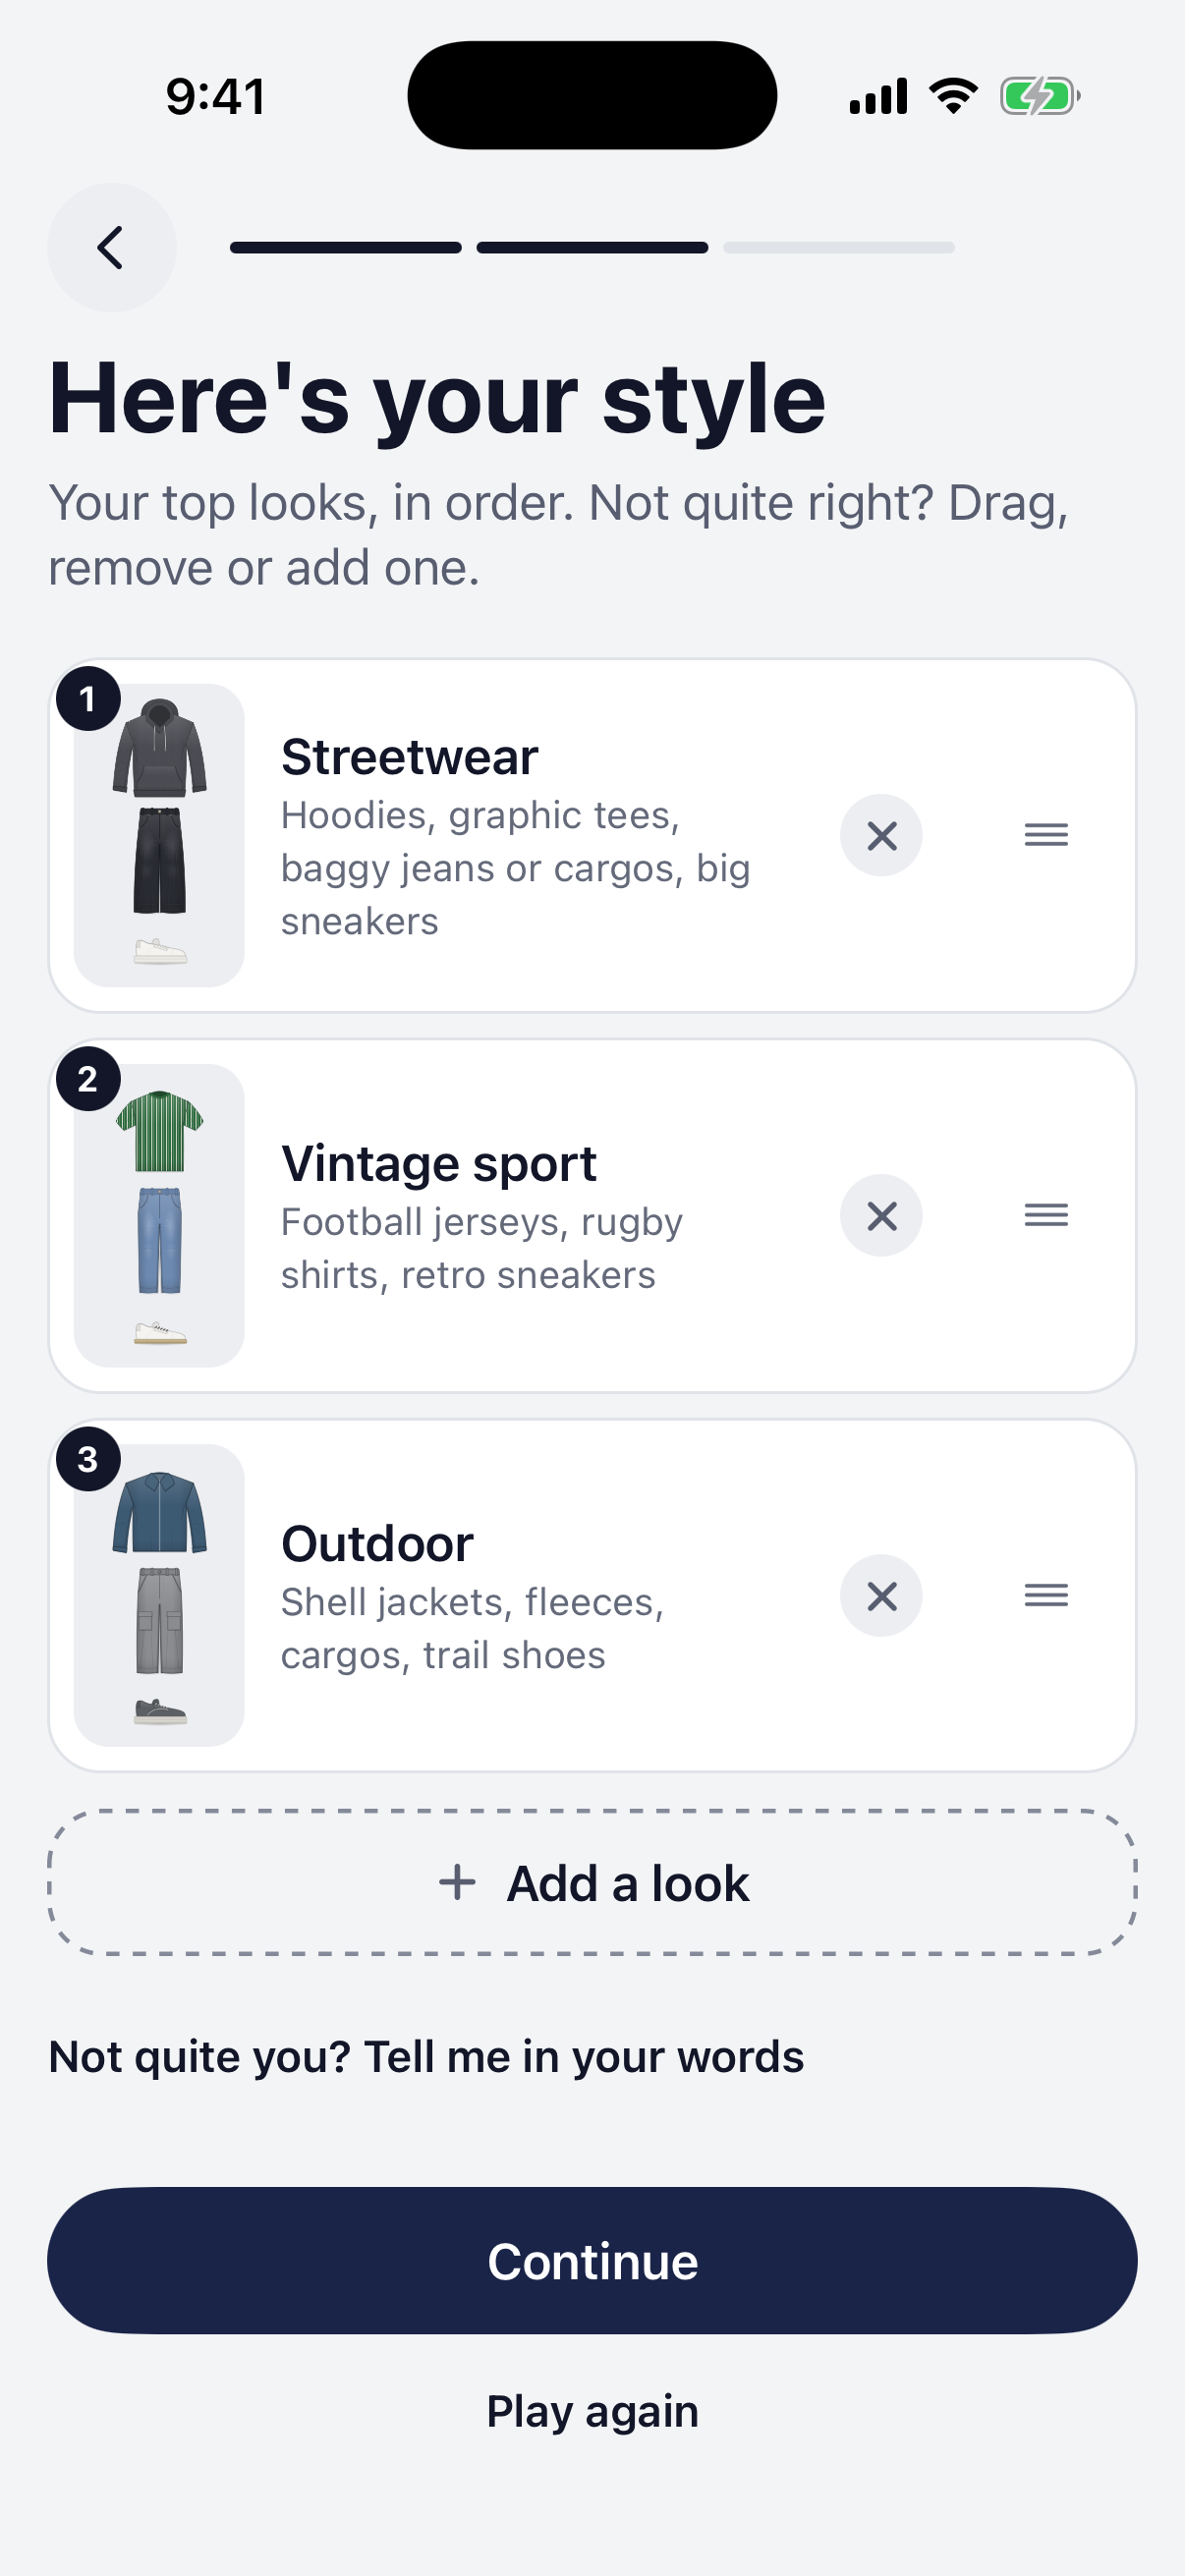 9:41
Here's your style
Your top looks, in order. Not quite right? Drag,
remove or add one.
1
Streetwear
Hoodies, graphic tees,
baggy jeans or cargos, big
sneakers
2
Vintage sport
Football jerseys, rugby
shirts, retro sneakers
3
Outdoor
Shell jackets, fleeces,
cargos, trail shoes
+ Add a look
Not quite you? Tell me in your words
Continue
Play again